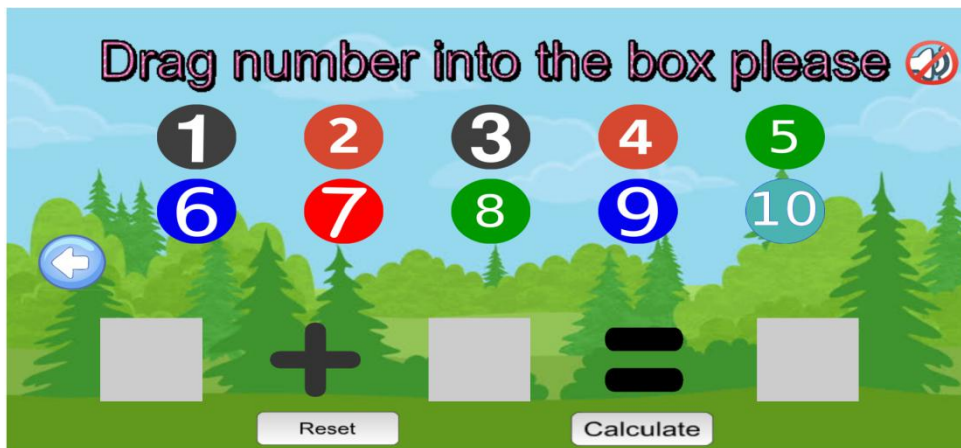 Drag number into the box please
1 2 3 4 5
6 7 8 9 10
+ =
Reset Calculate